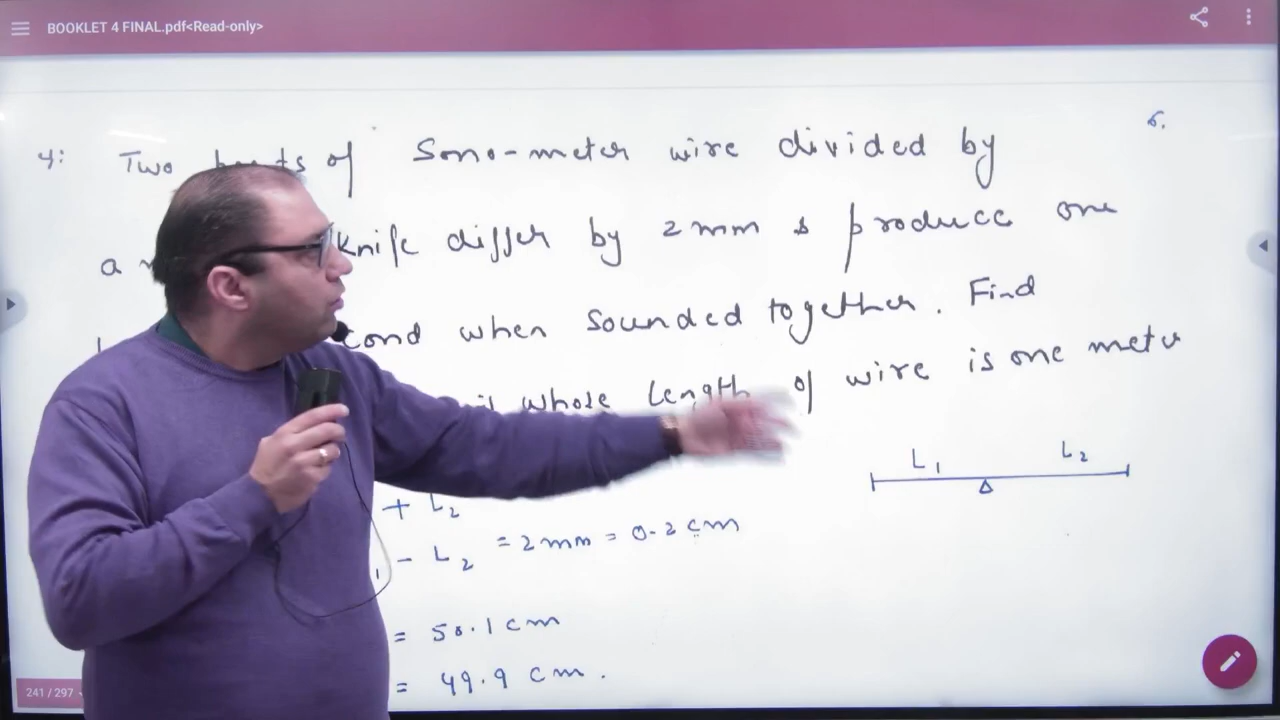 BOOKLET 4 FINAL.pdf<Read-only>
6.
4: Two of Sono-meter wire divided by
a knife differ by 2mm & produce one
when sounded together. Find
whose length of wire is one meter
L1 L2
+ L2
- L2 = 2mm = 0.2 cm
= 50.1 cm
= 49.9 cm.
241 / 297